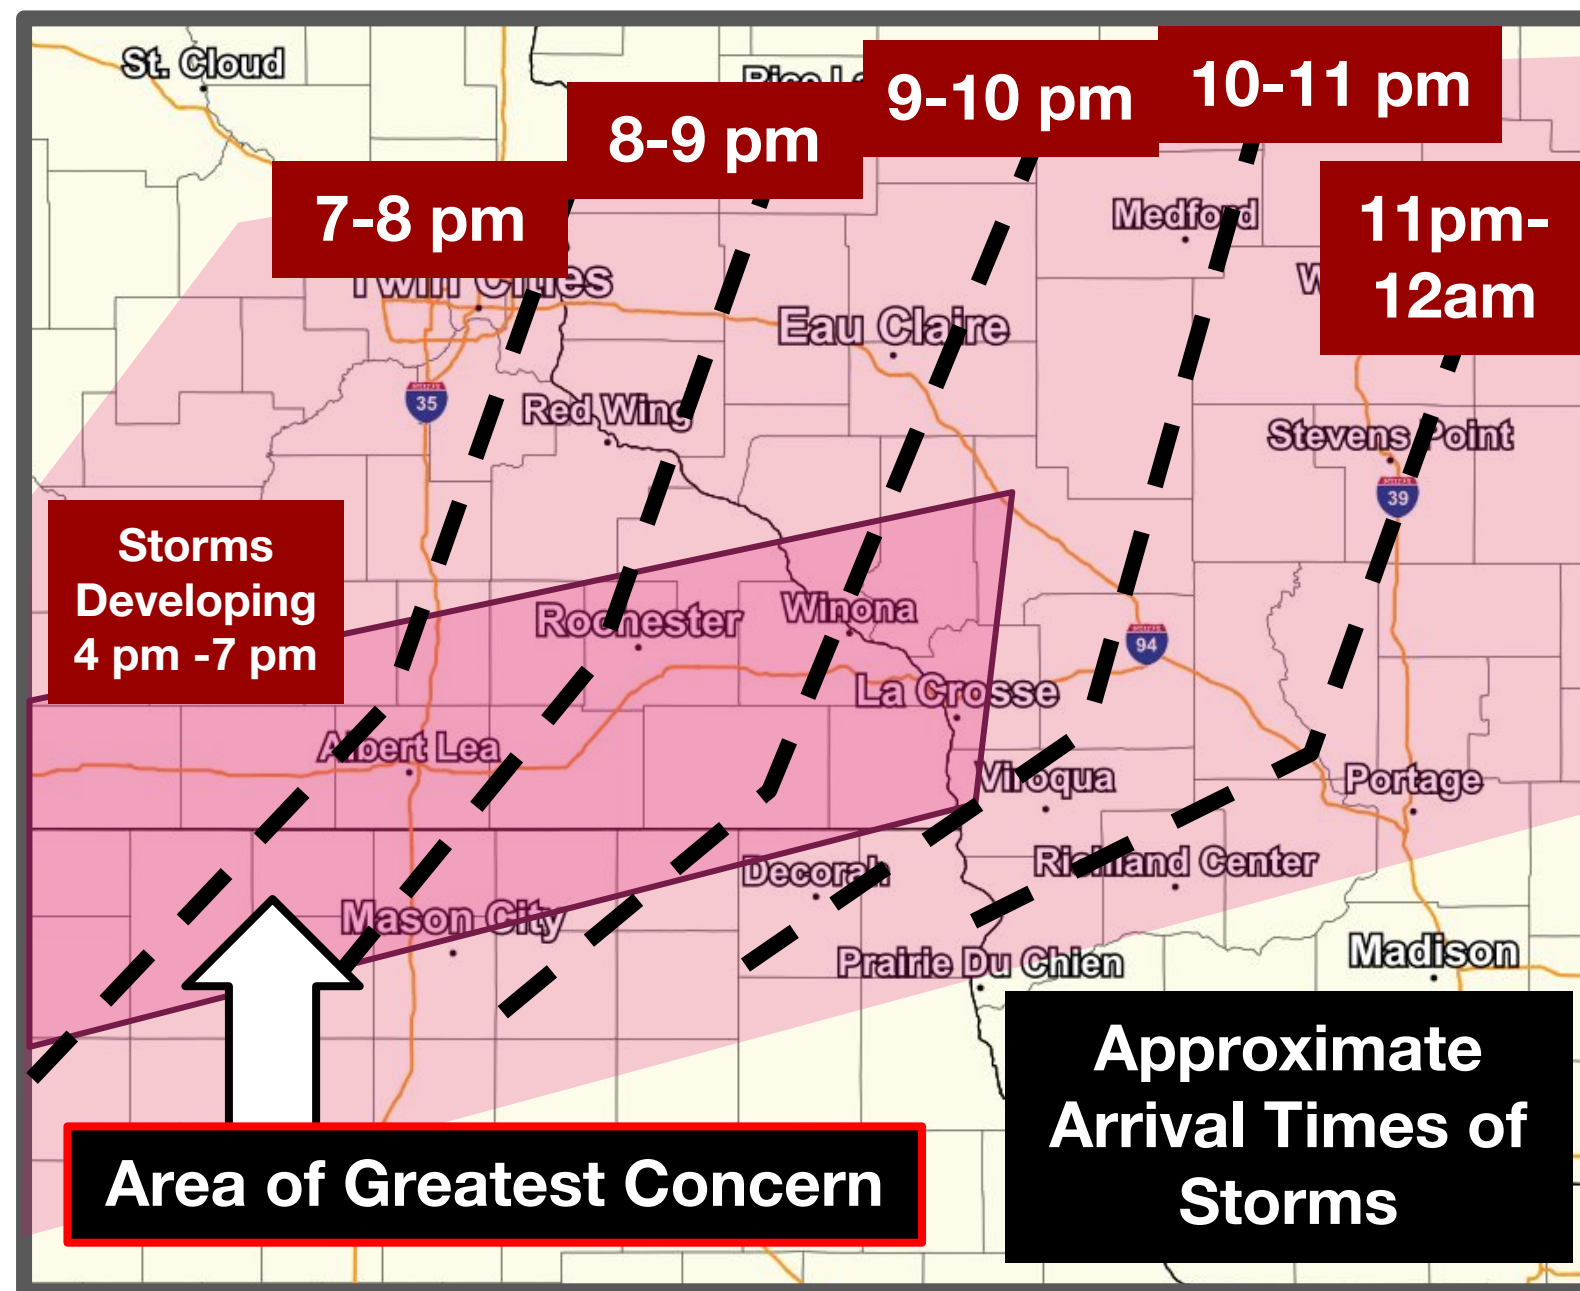 St. Cloud
9-10 pm
10-11 pm
8-9 pm
7-8 pm
Medford
11pm-
12am
Twin Cities
Eau Claire
35
Red Wing
Stevens Point
39
Storms
Developing
4 pm -7 pm
Rochester
Winona
94
La Crosse
Albert Lea
Viroqua
Portage
Decorah
Richland Center
Mason City
Prairie Du Chien
Madison
Area of Greatest Concern
Approximate
Arrival Times of
Storms